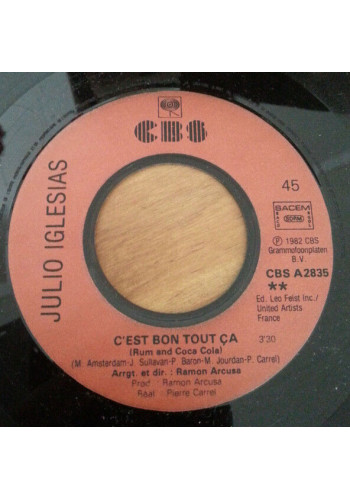 CBS
JULIO IGLESIAS
45
SACEM
SDRM
℗ 1982 CBS
Grammofoonplaten
B.V.
CBS A2835
**
Ed. Leo Feist Inc./
United Artists
France
C'EST BON TOUT ÇA 3'30
(Rum and Coca Cola)
(M. Amsterdam-J. Sullavan-P. Baron-M. Jourdan-P. Carrel)
Arrgt. et dir. : Ramon Arcusa
Prod. : Ramon Arcusa
Réal. : Pierre Carrel